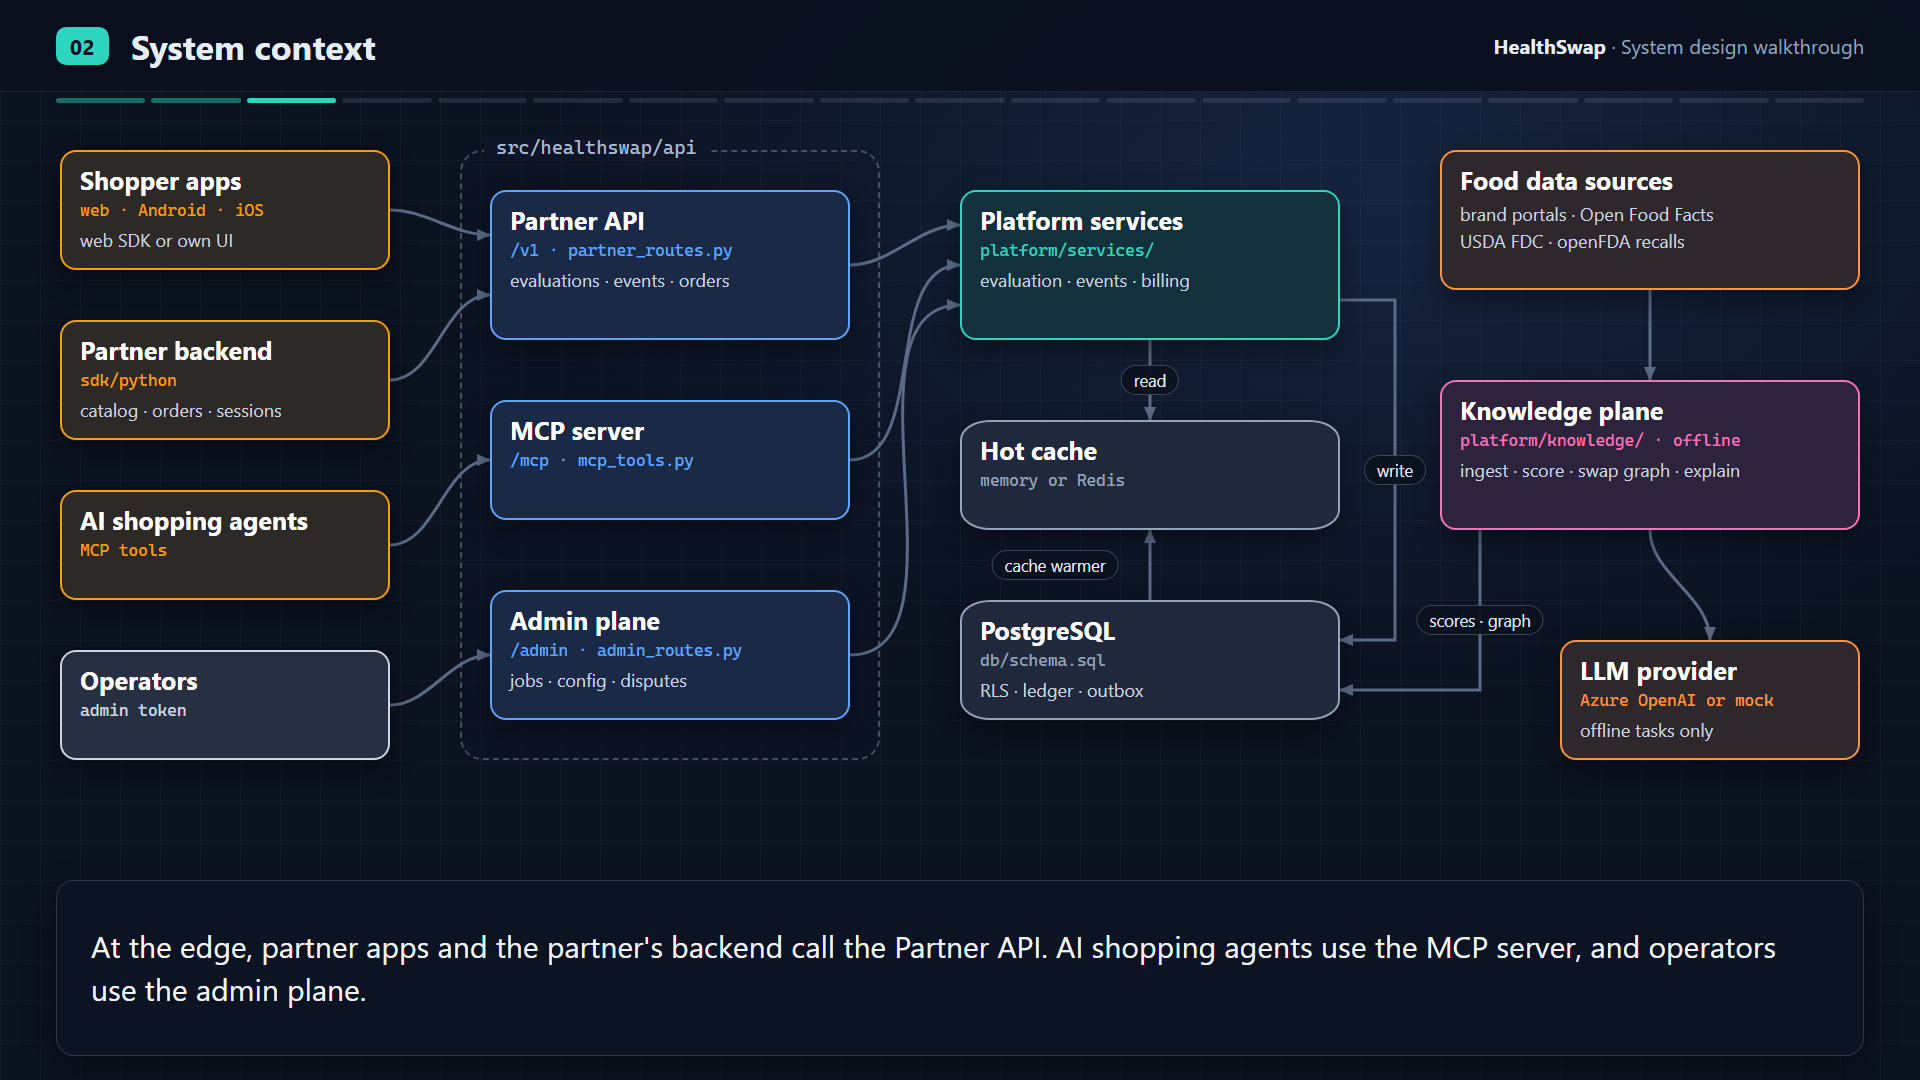 02
System context
HealthSwap · System design walkthrough
src/healthswap/api
Shopper apps
web · Android · iOS
web SDK or own UI
Partner backend
sdk/python
catalog · orders · sessions
AI shopping agents
MCP tools
Operators
admin token
Partner API
/v1 · partner_routes.py
evaluations · events · orders
MCP server
/mcp · mcp_tools.py
Admin plane
/admin · admin_routes.py
jobs · config · disputes
Platform services
platform/services/
evaluation · events · billing
read
Hot cache
memory or Redis
cache warmer
PostgreSQL
db/schema.sql
RLS · ledger · outbox
write
Food data sources
brand portals · Open Food Facts
USDA FDC · openFDA recalls
Knowledge plane
platform/knowledge/ · offline
ingest · score · swap graph · explain
scores · graph
LLM provider
Azure OpenAI or mock
offline tasks only
At the edge, partner apps and the partner's backend call the Partner API. AI shopping agents use the MCP server, and operators
use the admin plane.